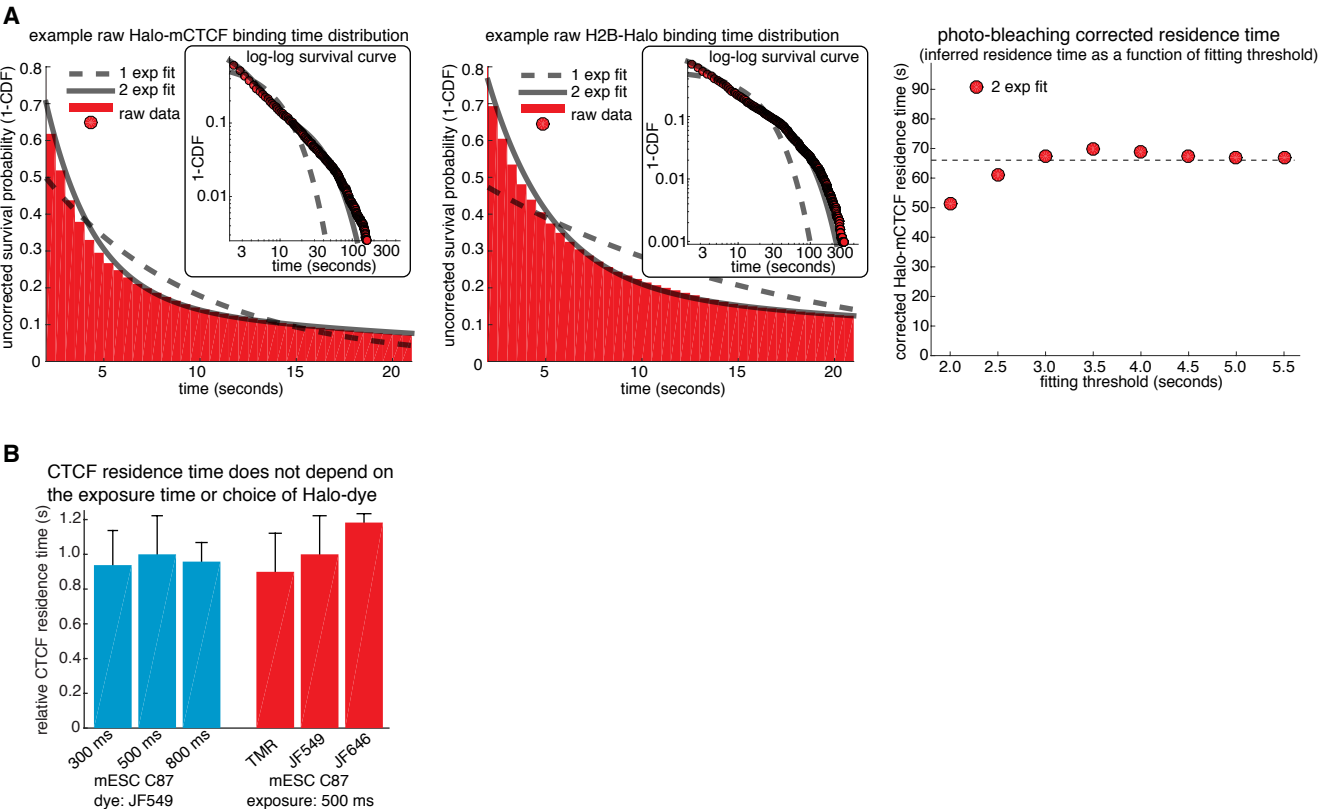 A
example raw Halo-mCTCF binding time distribution
uncorrected survival probability (1-CDF)
0.8
0.7
0.6
0.5
0.4
0.3
0.2
0.1
0
1 exp fit
2 exp fit
raw data
log-log survival curve
1-CDF
0.1
0.01
3 10 30 100 300
time (seconds)
5 10 15 20
time (seconds)
example raw H2B-Halo binding time distribution
uncorrected survival probability (1-CDF)
0.8
0.7
0.6
0.5
0.4
0.3
0.2
0.1
0
1 exp fit
2 exp fit
raw data
log-log survival curve
1-CDF
0.1
0.01
0.001
3 10 30 100 300
time (seconds)
5 10 15 20
time (seconds)
photo-bleaching corrected residence time
(inferred residence time as a function of fitting threshold)
corrected Halo-mCTCF residence time (s)
90
80
70
60
50
40
30
20
10
0
2 exp fit
2.0 2.5 3.0 3.5 4.0 4.5 5.0 5.5
fitting threshold (seconds)
B
CTCF residence time does not depend on
the exposure time or choice of Halo-dye
relative CTCF residence time (s)
1.2
1.0
0.8
0.6
0.4
0.2
0
300 ms 500 ms 800 ms
mESC C87
dye: JF549
TMR JF549 JF646
mESC C87
exposure: 500 ms